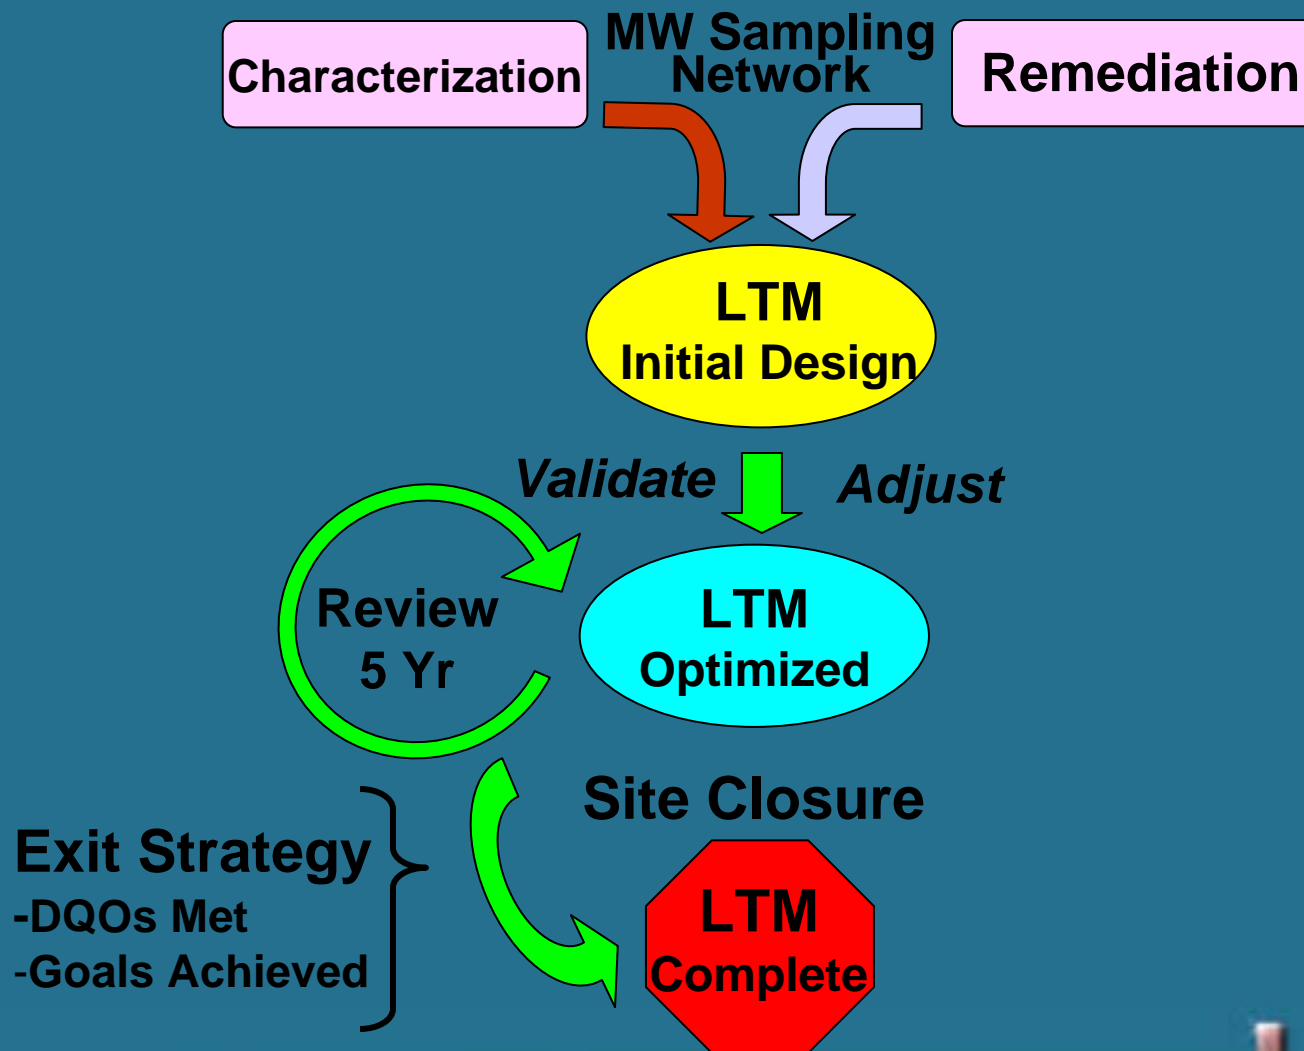 Characterization
MW Sampling
Network
Remediation
LTM
Initial Design
Validate
Adjust
Review
5 Yr
LTM
Optimized
Site Closure
Exit Strategy
-DQOs Met
-Goals Achieved
LTM
Complete